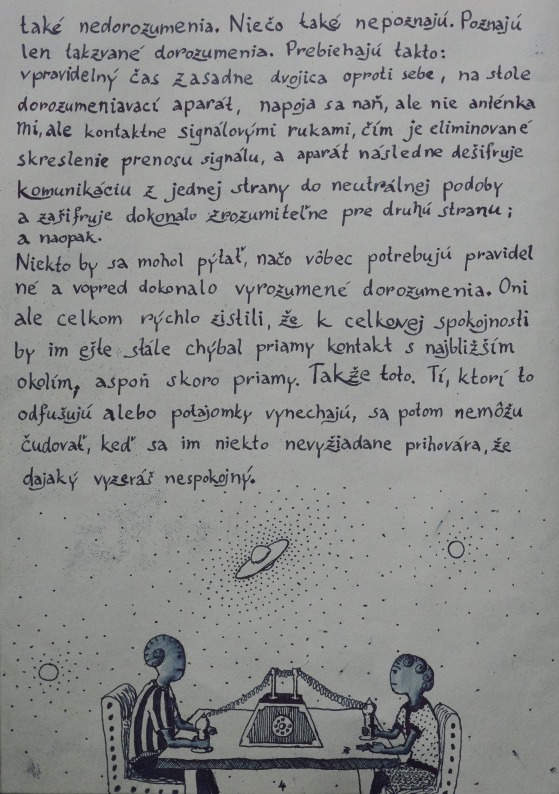 také nedorozumenia. Niečo také nepoznajú. Poznajú
len takzvané dorozumenia. Prebiehajú takto:
v pravidelný čas zasadne dvojica oproti sebe, na stole
dorozumeniavací aparát, napoja sa naň, ale nie anténka
mi, ale kontaktne signálovými rukami, čím je eliminované
skreslenie prenosu signálu, a aparát následne dešifruje
komunikáciu z jednej strany do neutrálnej podoby
a zašifruje dokonalo zrozumiteľne pre druhú stranu;
a naopak.
Niekto by sa mohol pýtať, načo vôbec potrebujú pravidel
né a vopred dokonalo vyrozumené dorozumenia. Oni
ale celkom rýchlo zistili, že k celkovej spokojnosti
by im ešte stále chýbal priamy kontakt s najbližším
okolím, aspoň skoro priamy. Takže toto. Tí, ktorí to
odfušujú alebo potajomky vynechajú, sa potom nemôžu
čudovať, keď sa im niekto nevyžiadane prihovára, že
dajaký vyzeráš nespokojný.
4